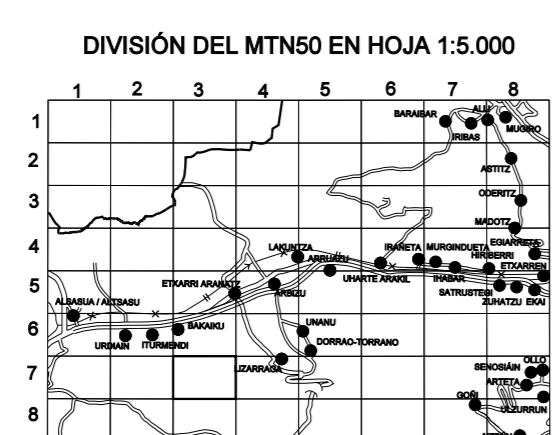 DIVISIÓN DEL MTN50 EN HOJA 1:5.000
1 2 3 4 5 6 7 8
1
BARAIBAR
ALLI
IRIBAS
MUGIRO
2
ASTITZ
3
ODERITZ
MADOTZ
4
LAKUNTZA
ARRUAZU
IRAÑETA
MURGINDUETA
HIRIBERRI
EGIARRETA
ETXARREN
5
ETXARRI ARANATZ
ARBIZU
UHARTE ARAKIL
IHABAR
SATRUSTEGI
ZUHATZU
EKAI
ALSASUA / ALTSASU
6
URDIAIN
ITURMENDI
BAKAIKU
UNANU
DORRAO-TORRANO
7
LIZARRAGA
SENOSIÁIN
OLLO
ARTETA
8
GOÑI
ULZURRUN